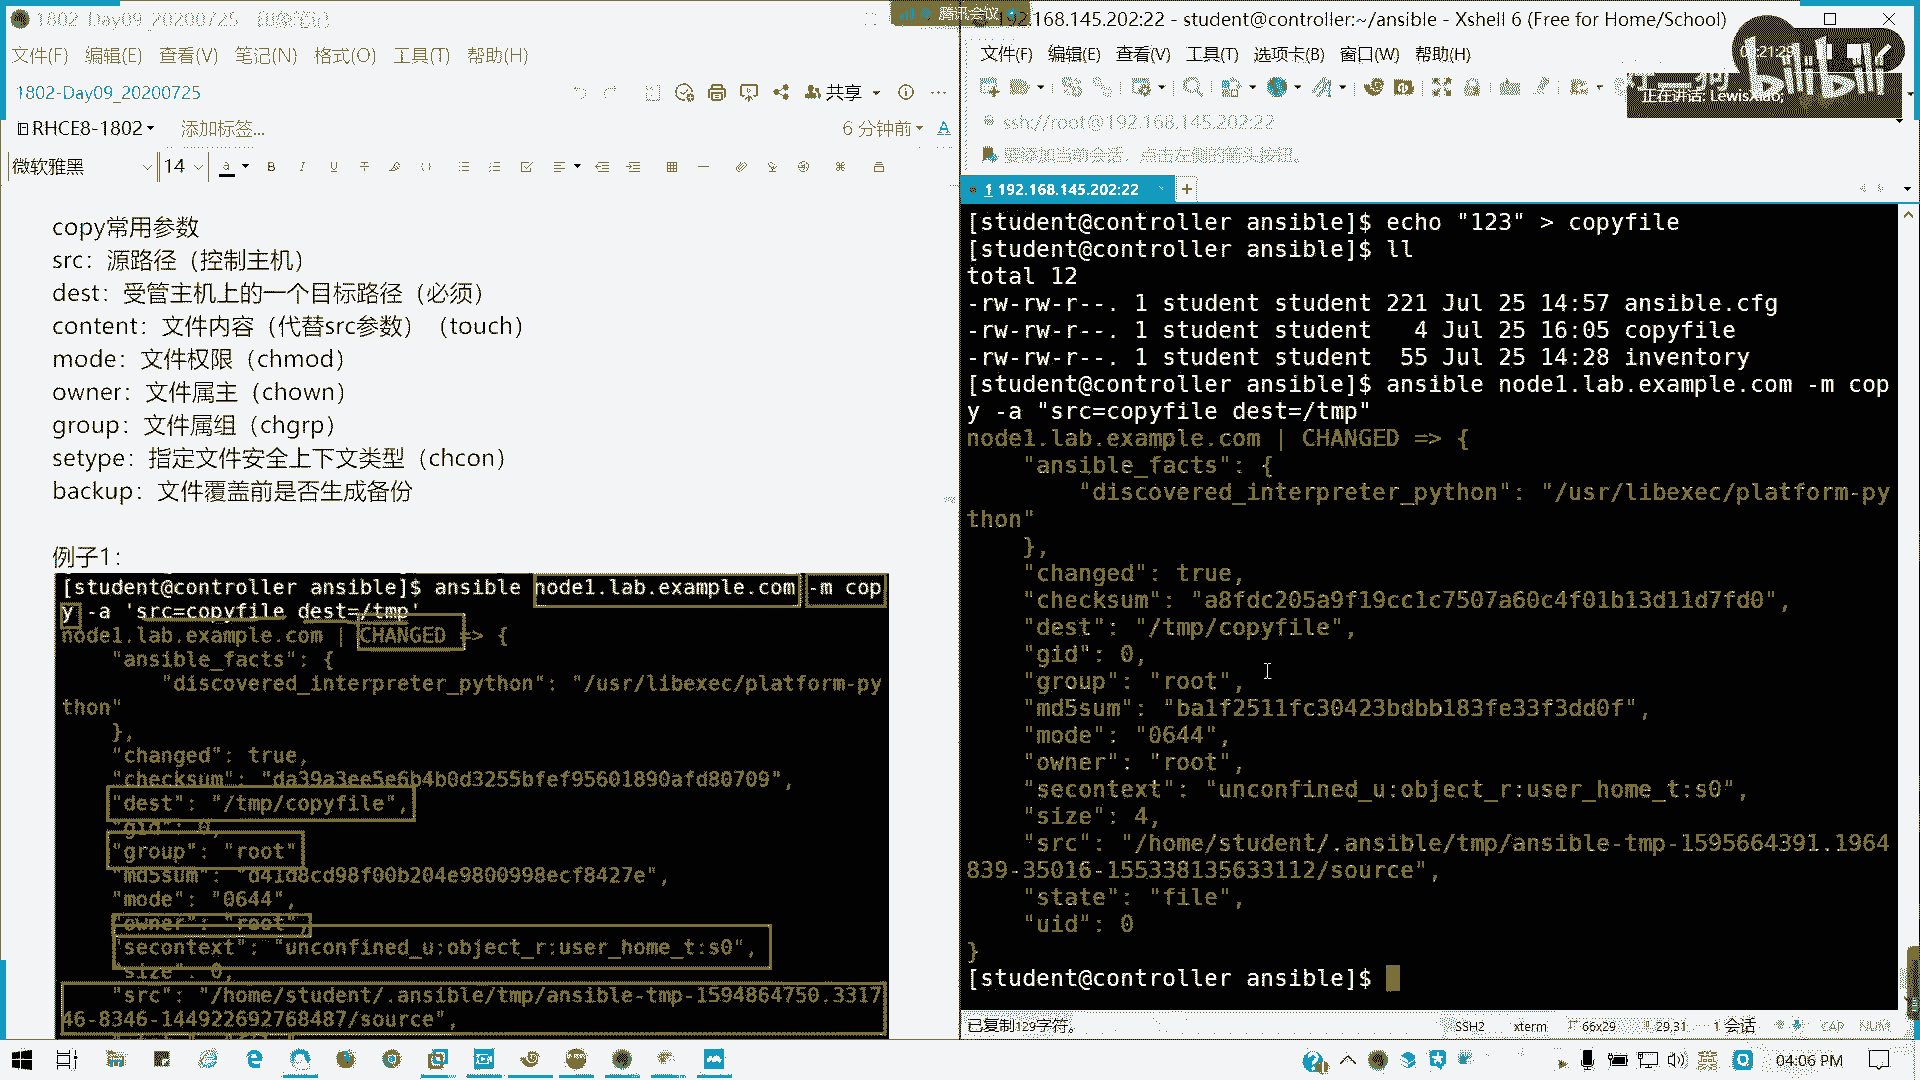 1802-Day09_20200725 - 印象笔记
文件(F) 编辑(E) 查看(V) 笔记(N) 格式(O) 工具(T) 帮助(H)
1802-Day09_20200725
共享
RHCE8-1802 添加标签...
6 分钟前
微软雅黑 14
copy常用参数
src：源路径（控制主机）
dest：受管主机上的一个目标路径（必须）
content：文件内容（代替src参数）（touch）
mode：文件权限（chmod）
owner：文件属主（chown）
group：文件属组（chgrp）
setype：指定文件安全上下文类型（chcon）
backup：文件覆盖前是否生成备份
例子1：
[student@controller ansible]$ ansible node1.lab.example.com -m cop
y -a 'src=copyfile dest=/tmp'
node1.lab.example.com | CHANGED => {
"ansible_facts": {
"discovered_interpreter_python": "/usr/libexec/platform-py
thon"
},
"changed": true,
"checksum": "da39a3ee5e6b4b0d3255bfef95601890afd80709",
"dest": "/tmp/copyfile",
"gid": 0,
"group": "root"
"md5sum": "d41d8cd98f00b204e9800998ecf8427e",
"mode": "0644",
"owner": "root",
"secontext": "unconfined_u:object_r:user_home_t:s0",
"size": 0,
"src": "/home/student/.ansible/tmp/ansible-tmp-1594864750.3317
46-8346-144922692768487/source",
腾讯会议
192.168.145.202:22 - student@controller:~/ansible - Xshell 6 (Free for Home/School)
文件(F) 编辑(E) 查看(V) 工具(T) 选项卡(B) 窗口(W) 帮助(H)
bilibili
正在讲话: LewisXiao;
ssh://root@192.168.145.202:22
要添加当前会话，点击左侧的箭头按钮。
1 192.168.145.202:22
[student@controller ansible]$ echo "123" > copyfile
[student@controller ansible]$ ll
total 12
-rw-rw-r--. 1 student student 221 Jul 25 14:57 ansible.cfg
-rw-rw-r--. 1 student student   4 Jul 25 16:05 copyfile
-rw-rw-r--. 1 student student  55 Jul 25 14:28 inventory
[student@controller ansible]$ ansible node1.lab.example.com -m cop
y -a "src=copyfile dest=/tmp"
node1.lab.example.com | CHANGED => {
"ansible_facts": {
"discovered_interpreter_python": "/usr/libexec/platform-py
thon"
},
"changed": true,
"checksum": "a8fdc205a9f19cc1c7507a60c4f01b13d11d7fd0",
"dest": "/tmp/copyfile",
"gid": 0,
"group": "root",
"md5sum": "ba1f2511fc30423bdbb183fe33f3dd0f",
"mode": "0644",
"owner": "root",
"secontext": "unconfined_u:object_r:user_home_t:s0",
"size": 4,
"src": "/home/student/.ansible/tmp/ansible-tmp-1595664391.1964
839-35016-155338135633112/source",
"state": "file",
"uid": 0
}
[student@controller ansible]$
已复制129字符。 SSH2 xterm 66x29 29,31 1 会话 CAP NUM
英 04:06 PM